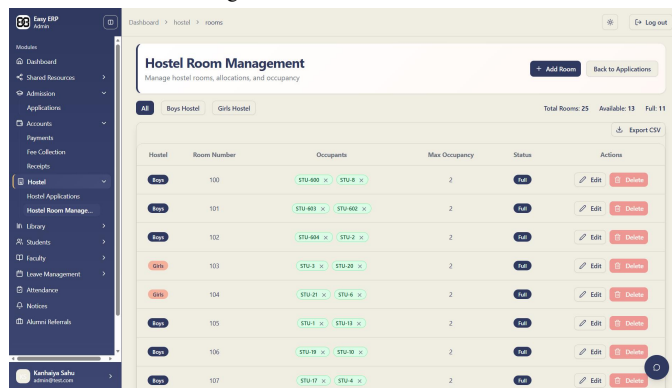 Easy ERP
Admin
Modules
Dashboard
Shared Resources
Admission
Applications
Accounts
Payments
Fee Collection
Receipts
Hostel
Hostel Applications
Hostel Room Manage...
Library
Students
Faculty
Leave Management
Attendance
Notices
Alumni Referrals
Kanhaiya Sahu
admin@test.com
Dashboard > hostel > rooms
Log out
Hostel Room Management
Manage hostel rooms, allocations, and occupancy
+ Add Room Back to Applications
All Boys Hostel Girls Hostel Total Rooms: 25 Available: 13 Full: 11
Export CSV
Hostel Room Number Occupants Max Occupancy Status Actions
Boys 100 STU-600 × STU-8 × 2 Full Edit Delete
Boys 101 STU-603 × STU-602 × 2 Full Edit Delete
Boys 102 STU-604 × STU-2 × 2 Full Edit Delete
Girls 103 STU-3 × STU-20 × 2 Full Edit Delete
Girls 104 STU-21 × STU-6 × 2 Full Edit Delete
Boys 105 STU-1 × STU-13 × 2 Full Edit Delete
Boys 106 STU-19 × STU-10 × 2 Full Edit Delete
Boys 107 STU-17 × STU-4 × 2 Full Edit Delete